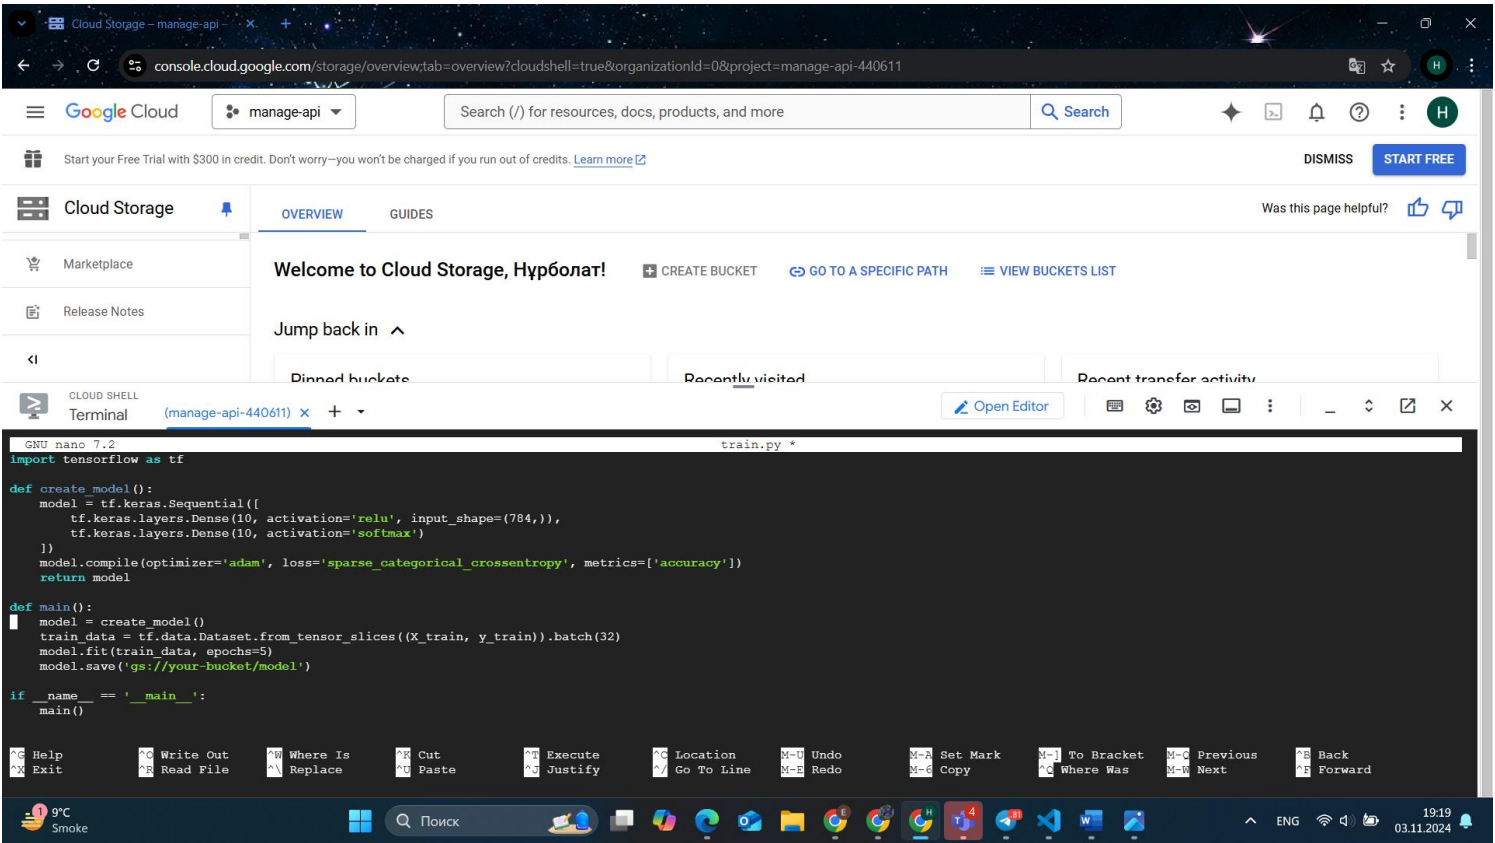 Cloud Storage – manage-api –
console.cloud.google.com/storage/overview;tab=overview?cloudshell=true&organizationId=0&project=manage-api-440611
H
Google Cloud
manage-api
Search (/) for resources, docs, products, and more
Search
H
Start your Free Trial with $300 in credit. Don't worry—you won't be charged if you run out of credits. Learn more
DISMISS
START FREE
Cloud Storage
OVERVIEW
GUIDES
Was this page helpful?
Marketplace
Release Notes
Welcome to Cloud Storage, Нұрболат!
CREATE BUCKET
GO TO A SPECIFIC PATH
VIEW BUCKETS LIST
Jump back in
Pinned buckets
Recently visited
Recent transfer activity
CLOUD SHELL
Terminal
(manage-api-440611)
Open Editor
GNU nano 7.2 train.py *
import tensorflow as tf
def create_model():
    model = tf.keras.Sequential([
        tf.keras.layers.Dense(10, activation='relu', input_shape=(784,)),
        tf.keras.layers.Dense(10, activation='softmax')
    ])
    model.compile(optimizer='adam', loss='sparse_categorical_crossentropy', metrics=['accuracy'])
    return model
def main():
    model = create_model()
    train_data = tf.data.Dataset.from_tensor_slices((X_train, y_train)).batch(32)
    model.fit(train_data, epochs=5)
    model.save('gs://your-bucket/model')
if __name__ == '__main__':
    main()
^G Help ^O Write Out ^W Where Is ^K Cut ^T Execute ^C Location M-U Undo M-A Set Mark M-] To Bracket M-Q Previous ^B Back
^X Exit ^R Read File ^\ Replace ^U Paste ^J Justify ^/ Go To Line M-E Redo M-6 Copy ^Q Where Was M-W Next ^F Forward
1
9°C
Smoke
Поиск
4
81
ENG
19:19
03.11.2024